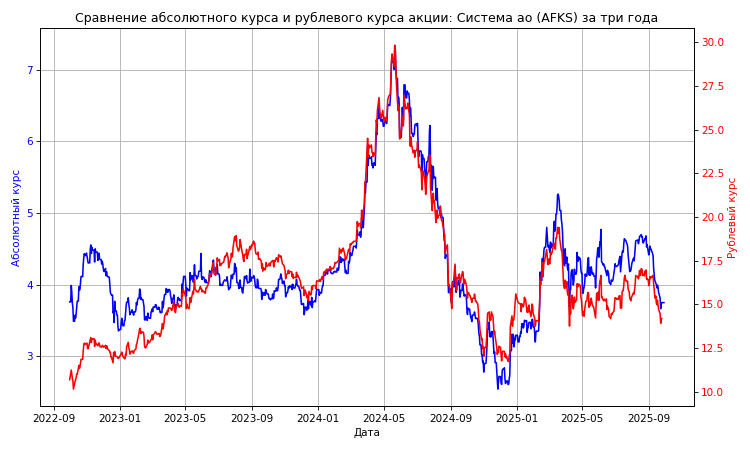 Сравнение абсолютного курса и рублевого курса акции: Система ао (AFKS) за три года
Абсолютный курс
7
6
5
4
3
30.0
27.5
25.0
22.5
20.0
17.5
15.0
12.5
10.0
Рублевый курс
2022-09 2023-01 2023-05 2023-09 2024-01 2024-05 2024-09 2025-01 2025-05 2025-09
Дата